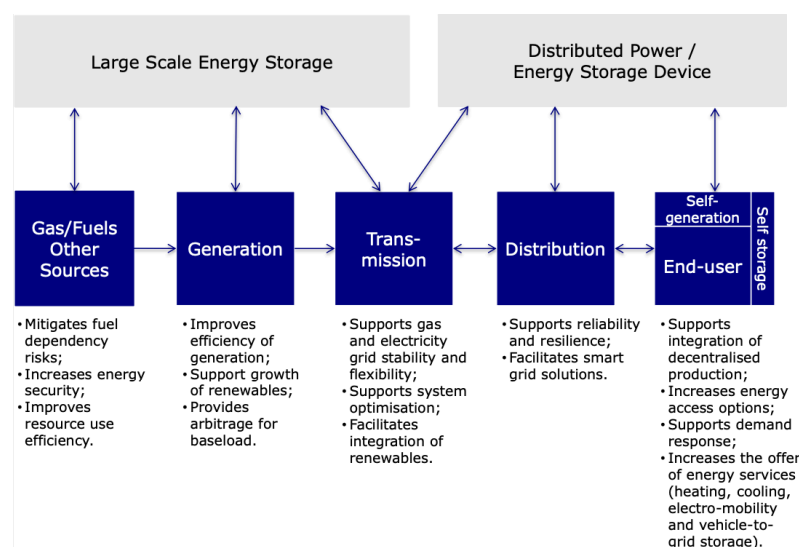 Large Scale Energy Storage
Distributed Power /
Energy Storage Device
Gas/Fuels
Other
Sources
Generation
Trans-
mission
Distribution
Self-
generation
End-user
Self storage
• Mitigates fuel
dependency
risks;
• Increases energy
security;
• Improves
resource use
efficiency.
• Improves
efficiency of
generation;
• Support growth
of renewables;
• Provides
arbitrage for
baseload.
• Supports gas
and electricity
grid stability and
flexibility;
• Supports system
optimisation;
• Facilitates
integration of
renewables.
• Supports reliability
and resilience;
• Facilitates smart
grid solutions.
• Supports
integration of
decentralised
production;
• Increases energy
access options;
• Supports demand
response;
• Increases the offer
of energy services
(heating, cooling,
electro-mobility
and vehicle-to-
grid storage).